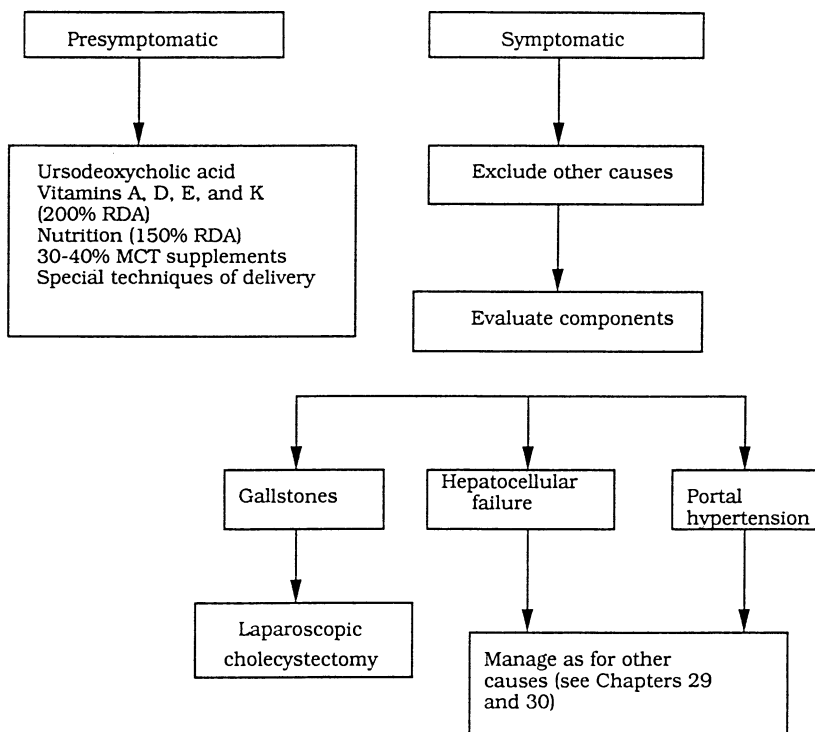 Presymptomatic
Symptomatic
Ursodeoxycholic acid
Vitamins A, D, E, and K
(200% RDA)
Nutrition (150% RDA)
30-40% MCT supplements
Special techniques of delivery
Exclude other causes
Evaluate components
Gallstones
Hepatocellular
failure
Portal
hypertension
Laparoscopic
cholecystectomy
Manage as for other
causes (see Chapters 29
and 30)